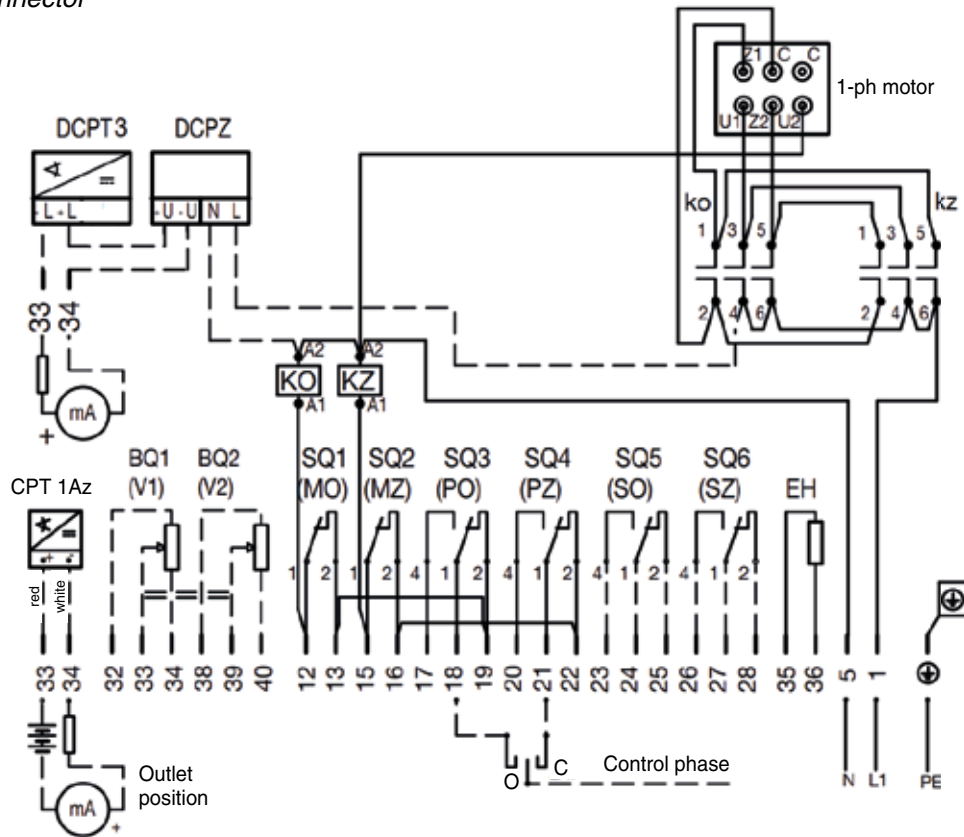 nnector
Z1 C C
1-ph motor
U1 Z2 U2
DCPT3 DCPZ
- L + L
+U -U N L
ko kz
1 3 5 1 3 5
2 4 6 2 4 6
33 34
mA
+
A2 A2
KO KZ
A1 A1
BQ1 BQ2 SQ1 SQ2 SQ3 SQ4 SQ5 SQ6
(V1) (V2) (MO) (MZ) (PO) (PZ) (SO) (SZ) EH
CPT 1Az
+ -
red white
1 2 1 2 4 1 2 4 1 2 4 1 2 4 1 2
33 34 32 33 34 38 39 40 12 13 15 16 17 18 19 20 21 22 23 24 25 26 27 28 35 36 5 1
Outlet
position
O C Control phase
N L1 PE
mA
+